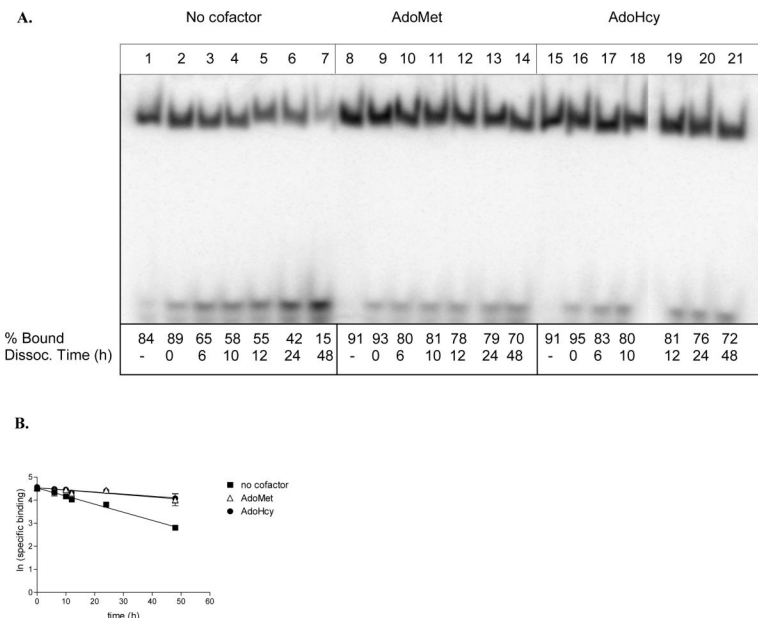 A.
No cofactor AdoMet AdoHcy
1 2 3 4 5 6 7 8 9 10 11 12 13 14 15 16 17 18 19 20 21
% Bound 84 89 65 58 55 42 15 91 93 80 81 78 79 70 91 95 83 80 81 76 72
Dissoc. Time (h) - 0 6 10 12 24 48 - 0 6 10 12 24 48 - 0 6 10 12 24 48
B.
ln (specific binding)
5
4
3
2
1
0
0 10 20 30 40 50 60
time (h)
no cofactor
AdoMet
AdoHcy